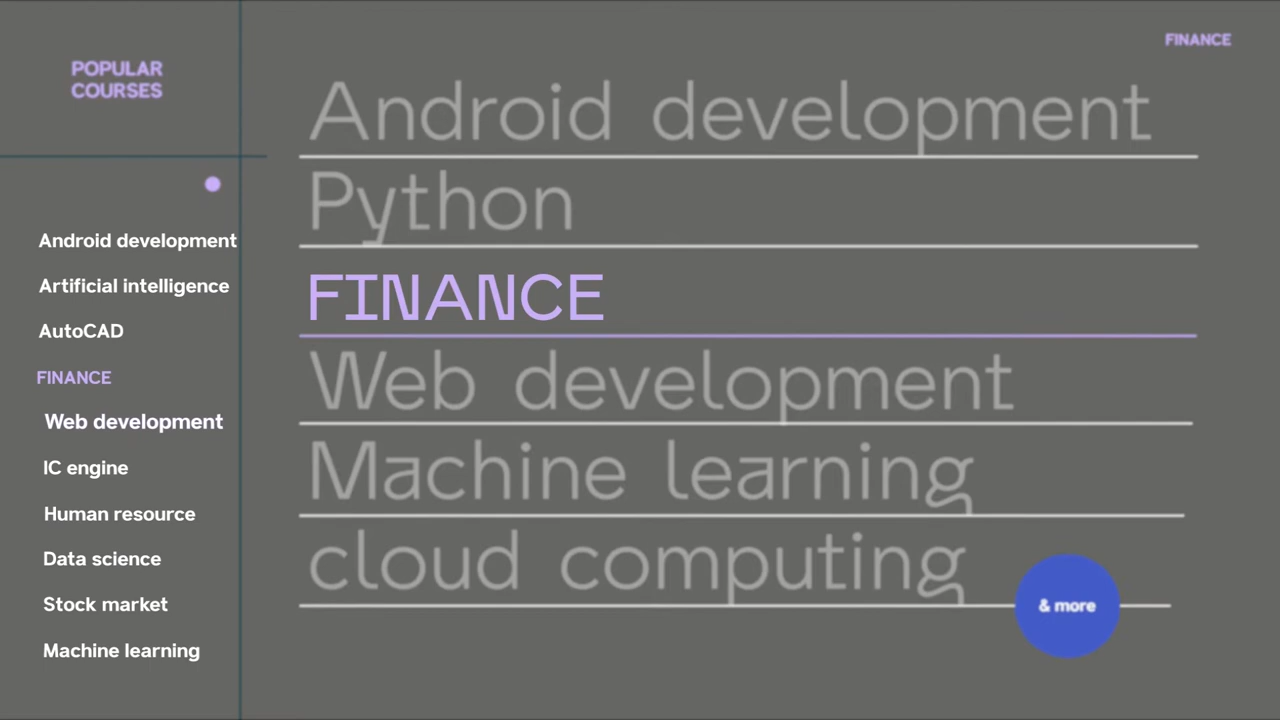 POPULAR
COURSES
Android development
Artificial intelligence
AutoCAD
FINANCE
Web development
IC engine
Human resource
Data science
Stock market
Machine learning
FINANCE
Android development
Python
FINANCE
Web development
Machine learning
cloud computing
& more